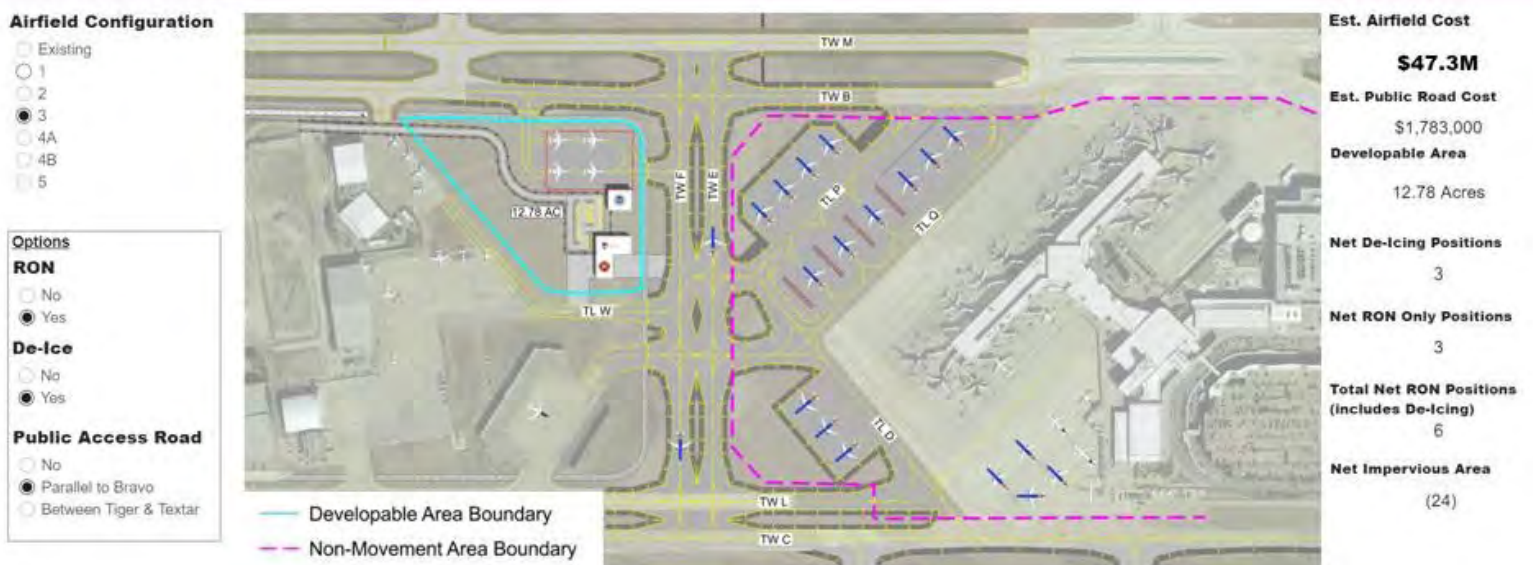 Airfield Configuration
Existing
1
2
3
4A
4B
5
Options
RON
No
Yes
De-Ice
No
Yes
Public Access Road
No
Parallel to Bravo
Between Tiger & Textar
TW M
TW B
TW F
TW E
TL P
TL Q
12.78 AC
TL W
TL D
TW L
TW C
Developable Area Boundary
Non-Movement Area Boundary
Est. Airfield Cost
$47.3M
Est. Public Road Cost
$1,783,000
Developable Area
12.78 Acres
Net De-Icing Positions
3
Net RON Only Positions
3
Total Net RON Positions
(includes De-Icing)
6
Net Impervious Area
(24)